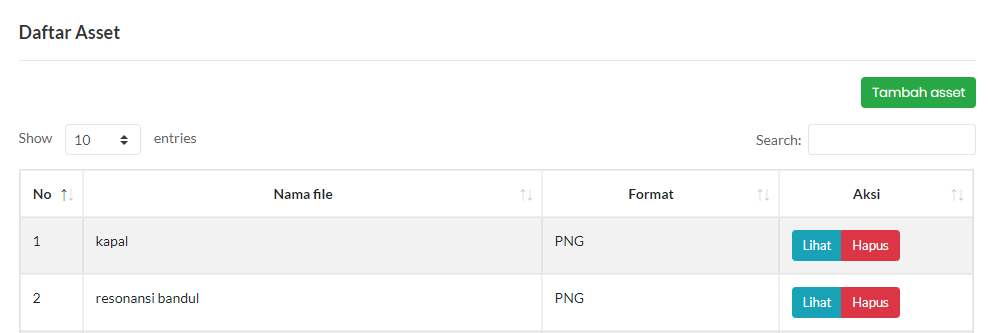 Daftar Asset
Tambah asset
Show 10 entries
Search:
No Nama file Format Aksi
1 kapal PNG Lihat Hapus
2 resonansi bandul PNG Lihat Hapus